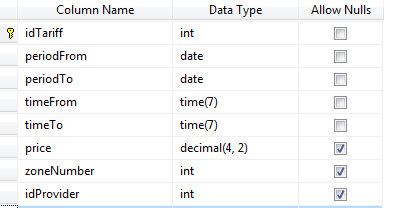 Column Name Data Type Allow Nulls
idTariff int
periodFrom date
periodTo date
timeFrom time(7)
timeTo time(7)
price decimal(4, 2)
zoneNumber int
idProvider int